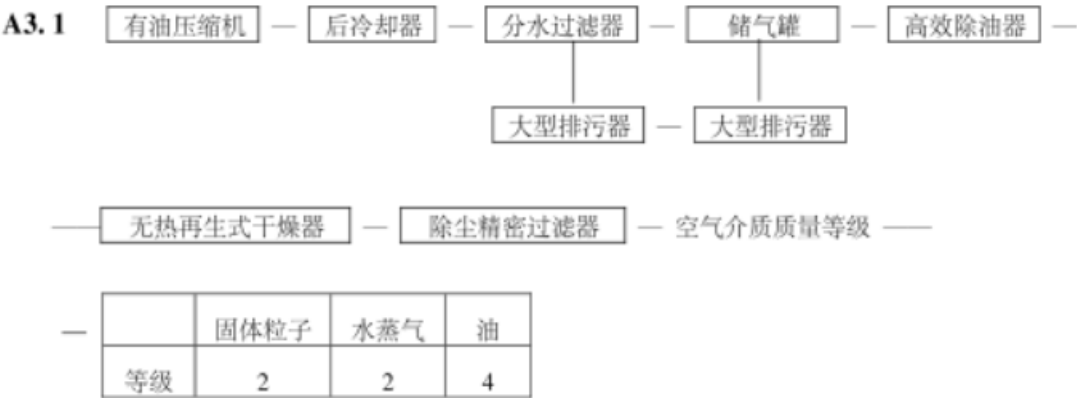 A3.1 有油压缩机 — 后冷却器 — 分水过滤器 — 储气罐 — 高效除油器 —
大型排污器 — 大型排污器
— 无热再生式干燥器 — 除尘精密过滤器 — 空气介质质量等级 —
— 固体粒子 水蒸气 油
等级 2 2 4